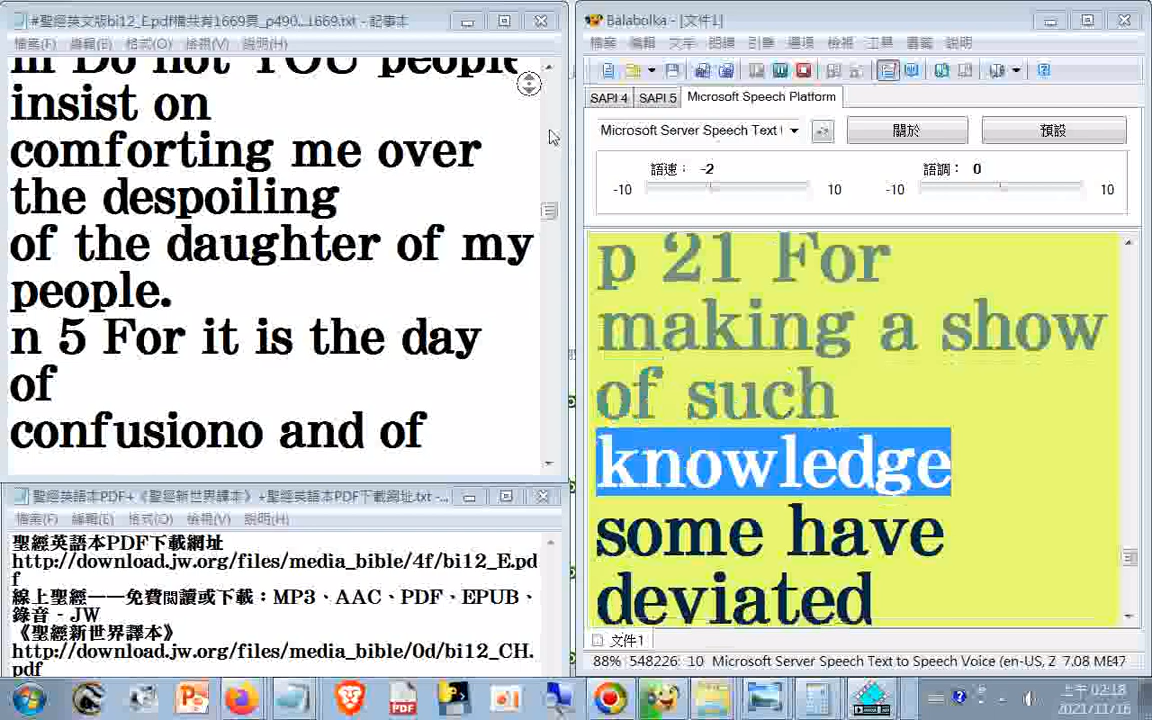 #聖經英文版bi12_E.pdf檔共有1669頁_p490...1669.txt - 記事本
檔案(F) 編輯(E) 格式(O) 檢視(V) 說明(H)
m Do not YOU people
insist on
comforting me over
the despoiling
of the daughter of my
people.
n 5 For it is the day
of
confusiono and of
聖經英語本PDF+《聖經新世界譯本》+聖經英語本PDF下載網址.txt - ...
檔案(F) 編輯(E) 格式(O) 檢視(V) 說明(H)
聖經英語本PDF下載網址
http://download.jw.org/files/media_bible/4f/bi12_E.pd
f
線上聖經——免費閱讀或下載：MP3、AAC、PDF、EPUB、
錄音 - JW
《聖經新世界譯本》
http://download.jw.org/files/media_bible/0d/bi12_CH.
pdf
Balabolka - [文件1]
檔案 編輯 文字 朗讀 引擎 選項 檢視 工具 書籤 說明
SAPI 4 SAPI 5 Microsoft Speech Platform
Microsoft Server Speech Text 關於 預設
語速： -2 語調： 0
-10 10 -10 10
p 21 For
making a show
of such
knowledge
some have
deviated
文件1
88% 548226: 10 Microsoft Server Speech Text to Speech Voice (en-US, Z 7.08 ME47
PDF
上午 02:18
2021/11/16